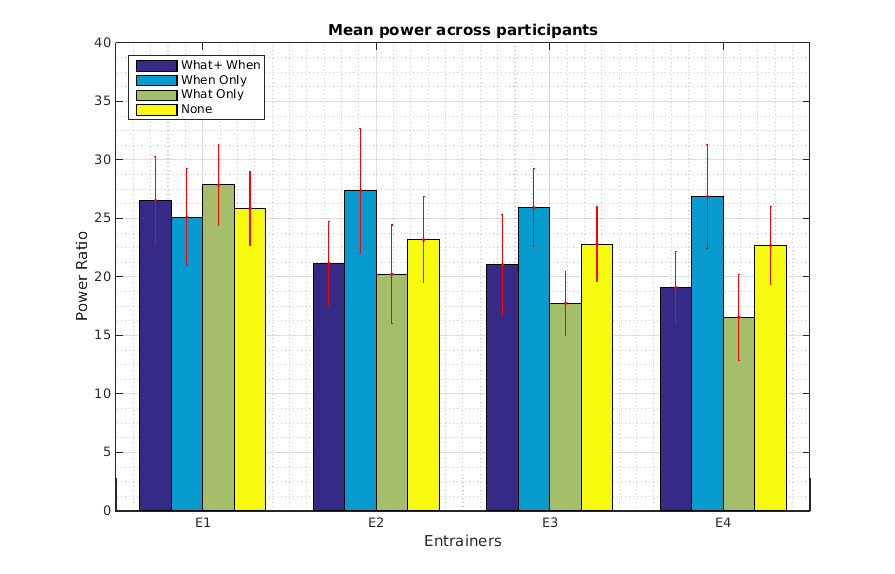 Mean power across participants
40
35
30
25
20
15
10
5
0
Power Ratio
What+ When
When Only
What Only
None
E1 E2 E3 E4
Entrainers